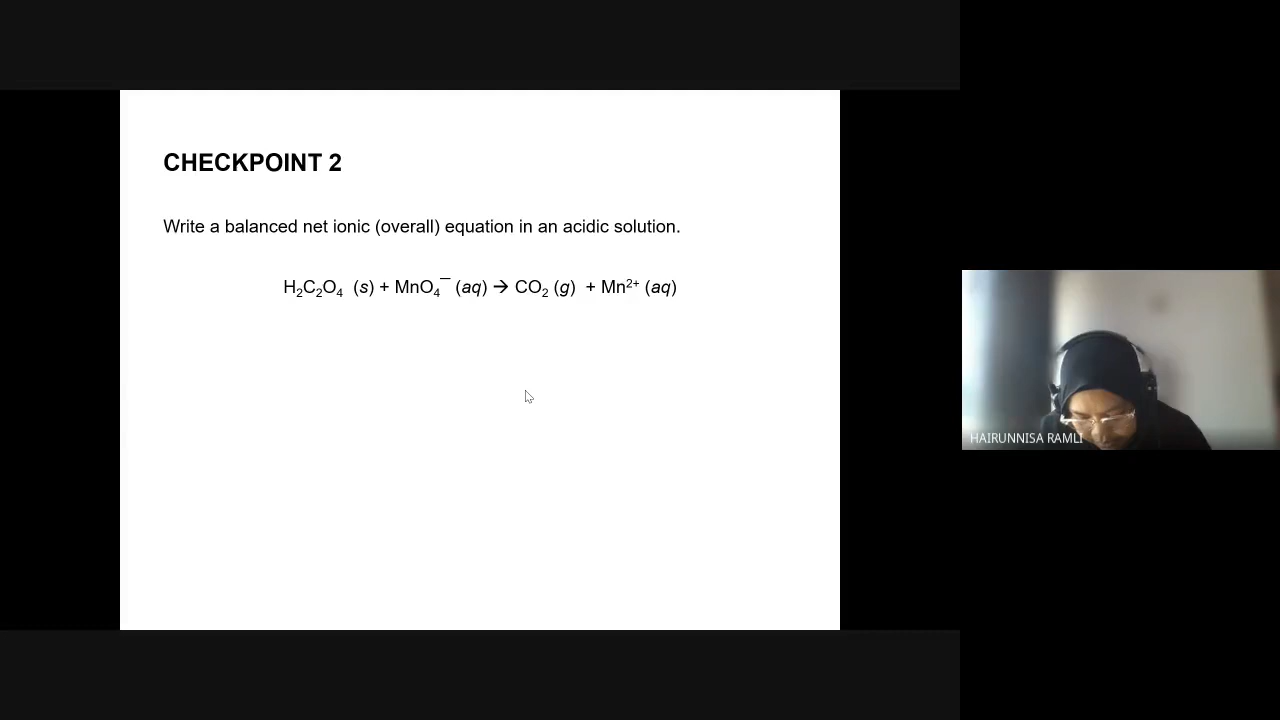 CHECKPOINT 2
Write a balanced net ionic (overall) equation in an acidic solution.
H₂C₂O₄ (s) + MnO₄⁻ (aq) → CO₂ (g) + Mn²⁺ (aq)
HAIRUNNISA RAMLI